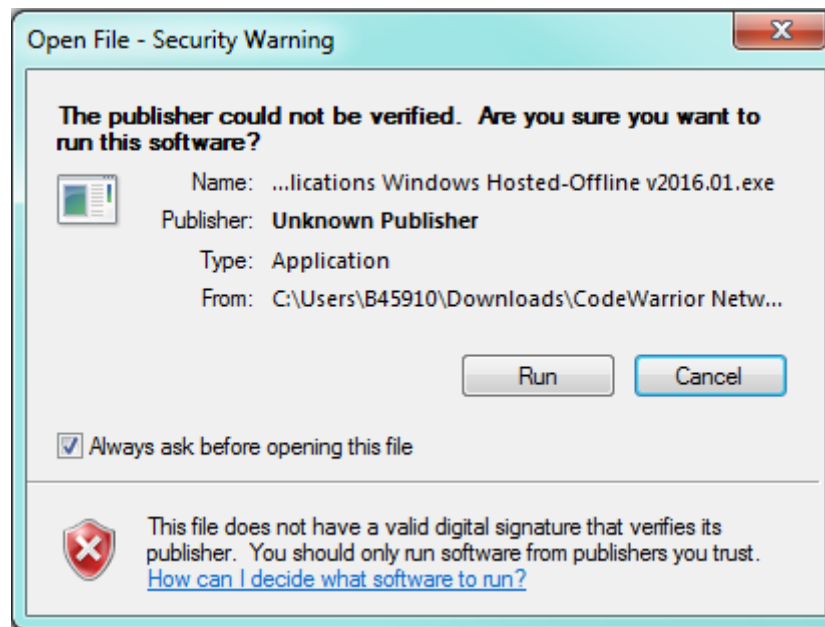 Open File - Security Warning
The publisher could not be verified.  Are you sure you want to
run this software?
Name: ...lications Windows Hosted-Offline v2016.01.exe
Publisher: Unknown Publisher
Type: Application
From: C:\Users\B45910\Downloads\CodeWarrior Netw...
Run Cancel
Always ask before opening this file
This file does not have a valid digital signature that verifies its
publisher.  You should only run software from publishers you trust.
How can I decide what software to run?